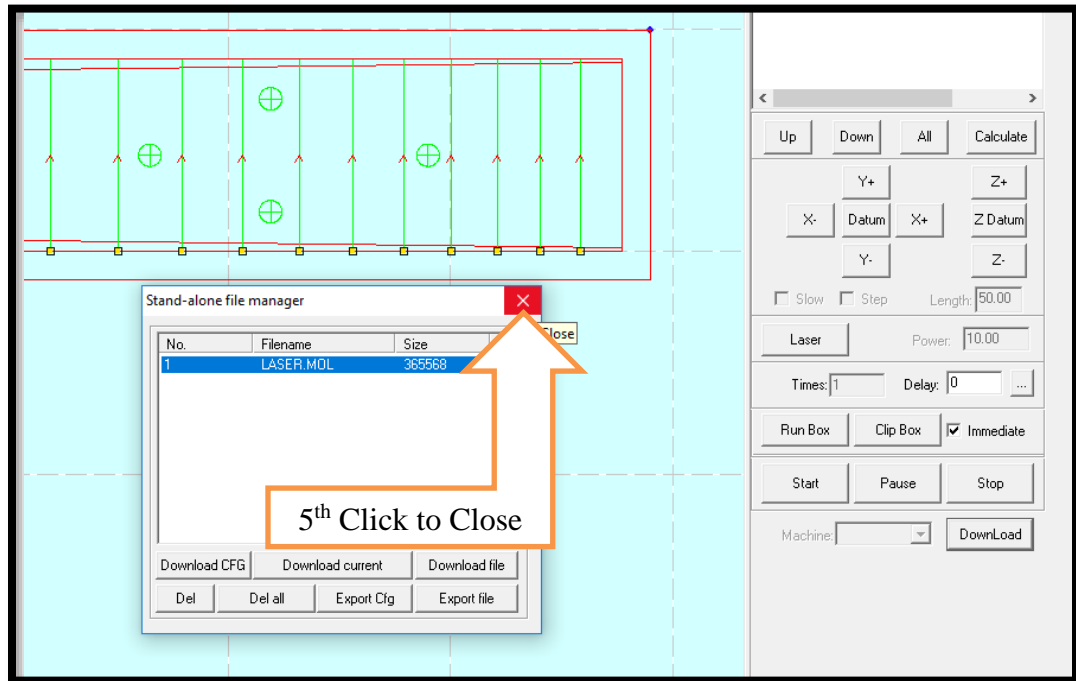 < >
Up Down All Calculate
Y+ Z+
X- Datum X+ Z Datum
Y- Z-
Slow Step Length: 50.00
Laser Power: 10.00
Times: 1 Delay: 0 ...
Run Box Clip Box Immediate
Start Pause Stop
Machine: DownLoad
Stand-alone file manager
Close
No. Filename Size
1 LASER.MOL 365568
5th Click to Close
Download CFG Download current Download file
Del Del all Export Cfg Export file